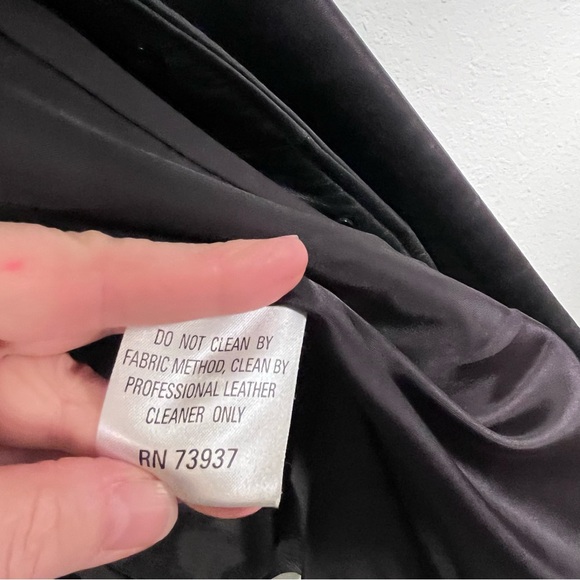 DO NOT CLEAN BY
FABRIC METHOD, CLEAN BY
PROFESSIONAL LEATHER
CLEANER ONLY
RN 73937